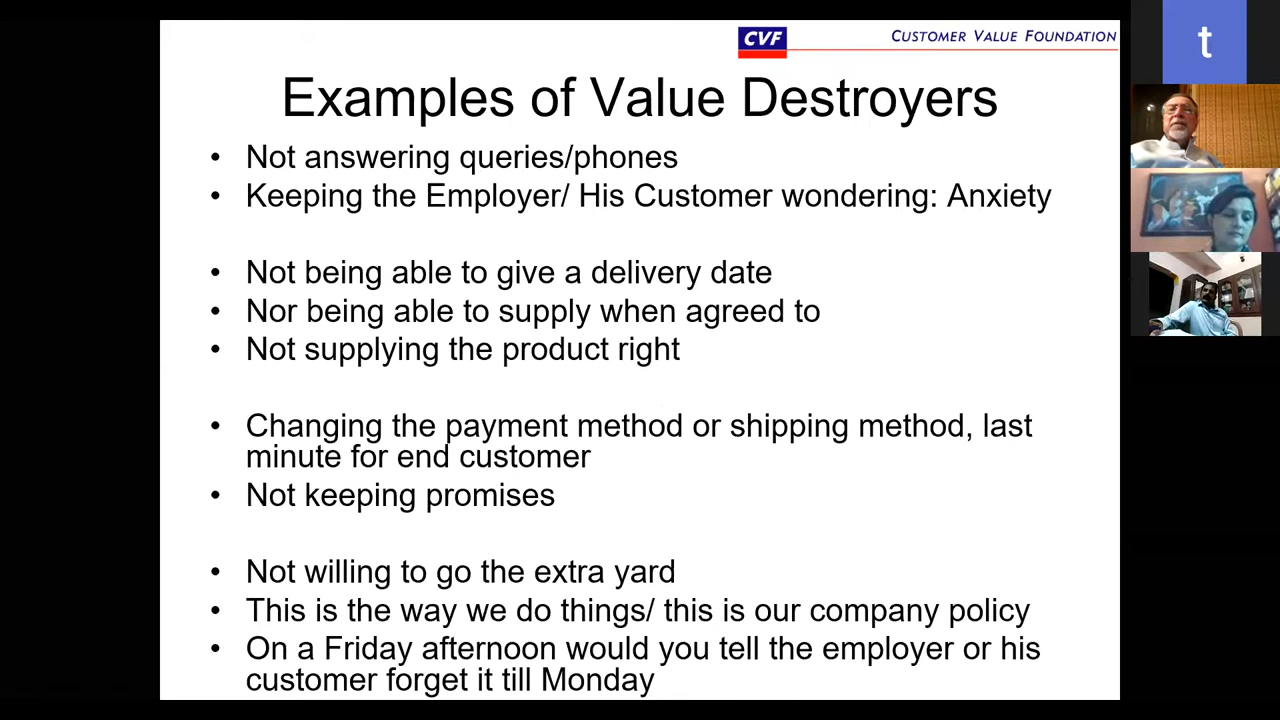 CVF
CUSTOMER VALUE FOUNDATION
t
Examples of Value Destroyers
• Not answering queries/phones
• Keeping the Employer/ His Customer wondering: Anxiety
• Not being able to give a delivery date
• Nor being able to supply when agreed to
• Not supplying the product right
• Changing the payment method or shipping method, last
minute for end customer
• Not keeping promises
• Not willing to go the extra yard
• This is the way we do things/ this is our company policy
• On a Friday afternoon would you tell the employer or his
customer forget it till Monday